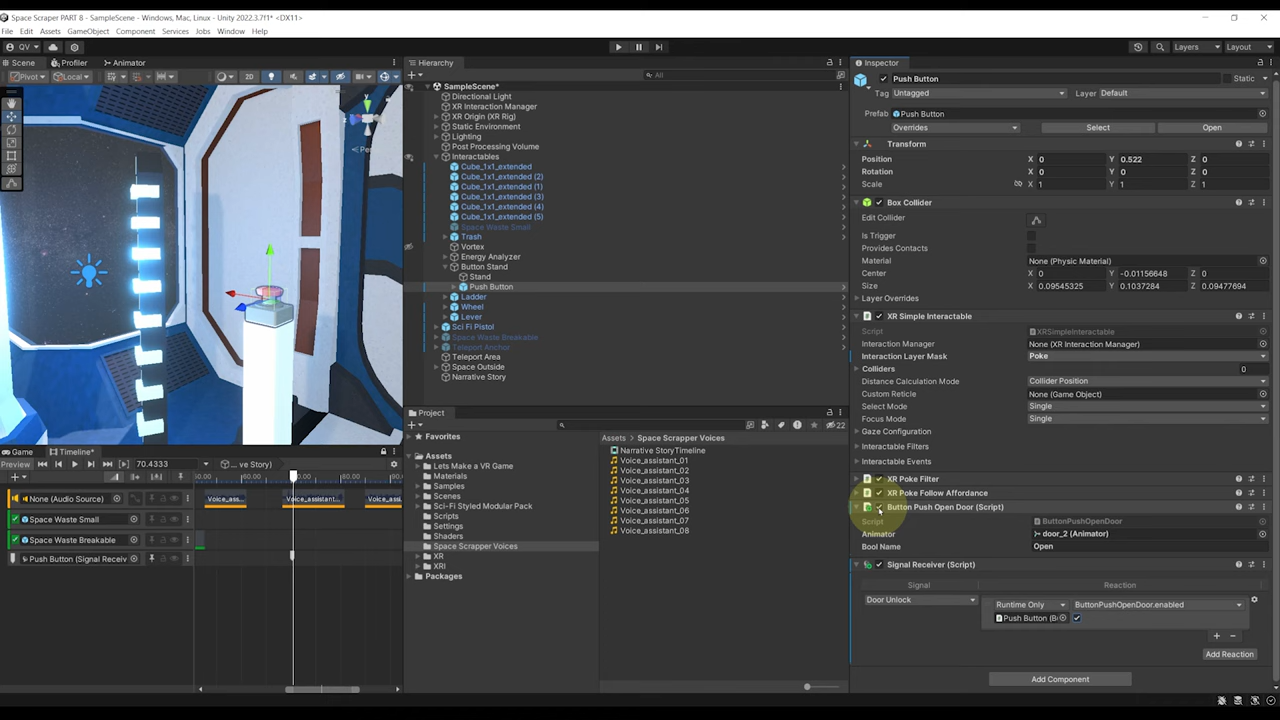 Space Scraper PART 8 - SampleScene - Windows, Mac, Linux - Unity 2022.3.7f1* <DX11>
File Edit Assets GameObject Component Services Jobs Window Help
QV Layers Layout
Scene Profiler Animator
Pivot Local 2D
y
Pers
Hierarchy
All
SampleScene*
Directional Light
XR Interaction Manager
XR Origin (XR Rig)
Static Environment
Lighting
Post Processing Volume
Interactables
Cube_1x1_extended
Cube_1x1_extended (2)
Cube_1x1_extended (1)
Cube_1x1_extended (3)
Cube_1x1_extended (4)
Cube_1x1_extended (5)
Space Waste Small
Trash
Vortex
Energy Analyzer
Button Stand
Stand
Push Button
Ladder
Wheel
Lever
Sci Fi Pistol
Space Waste Breakable
Teleport Anchor
Teleport Area
Space Outside
Narrative Story
Project
22
Favorites
Assets
Lets Make a VR Game
Materials
Samples
Scenes
Sci-Fi Styled Modular Pack
Scripts
Settings
Space Scrapper Voices
XR
XRI
Packages
Assets > Space Scrapper Voices
Narrative StoryTimeline
Voice_assistant_01
Voice_assistant_02
Voice_assistant_03
Voice_assistant_04
Voice_assistant_05
Voice_assistant_06
Voice_assistant_07
Voice_assistant_08
Game Timeline*
Preview 70.4333 ... ve Story)
None (Audio Source)
Voice_ass... Voice_assistant... Voice_ass
Space Waste Small
Space Waste Breakable
Push Button (Signal Receiv
Inspector
Push Button Static
Tag Untagged Layer Default
Prefab Push Button
Overrides Select Open
Transform
Position X 0 Y 0.522 Z 0
Rotation X 0 Y 0 Z 0
Scale X 1 Y 1 Z 1
Box Collider
Edit Collider
Is Trigger
Provides Contacts
Material None (Physic Material)
Center X 0 Y -0.01156648 Z 0
Size X 0.09545325 Y 0.1037284 Z 0.09477694
Layer Overrides
XR Simple Interactable
Script XRSimpleInteractable
Interaction Manager None (XR Interaction Manager)
Interaction Layer Mask Poke
Colliders 0
Distance Calculation Mode Collider Position
Custom Reticle None (Game Object)
Select Mode Single
Focus Mode Single
Gaze Configuration
Interactable Filters
Interactable Events
XR Poke Filter
XR Poke Follow Affordance
Button Push Open Door (Script)
Script ButtonPushOpenDoor
Animator door_2 (Animator)
Bool Name Open
Signal Receiver (Script)
Signal Reaction
Door Unlock Runtime Only ButtonPushOpenDoor.enabled
Push Button (B
Add Reaction
Add Component